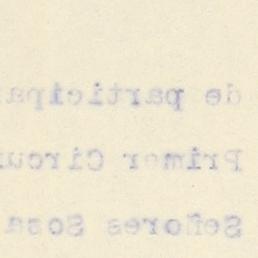 de participa
Primer Circu
Señores Sosa